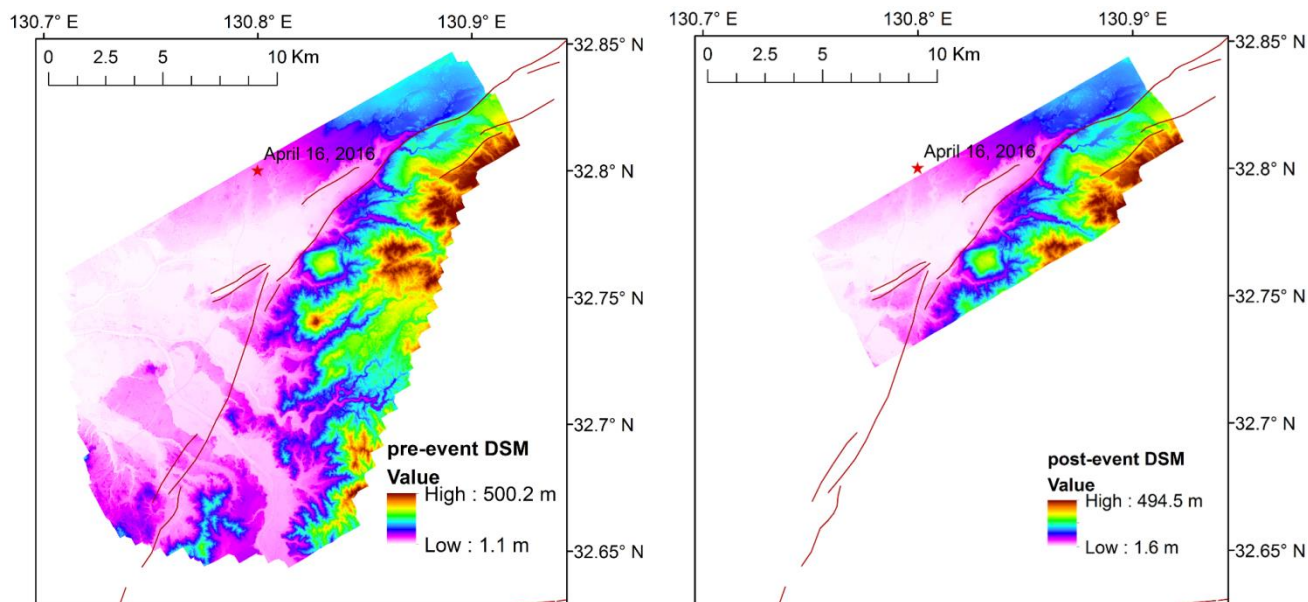 130.7° E 130.8° E 130.9° E
0 2.5 5 10 Km
32.85° N
April 16, 2016
32.8° N
32.75° N
32.7° N
pre-event DSM
Value
High : 500.2 m
Low : 1.1 m
32.65° N
130.7° E 130.8° E 130.9° E
0 2.5 5 10 Km
32.85° N
April 16, 2016
32.8° N
32.75° N
32.7° N
post-event DSM
Value
High : 494.5 m
Low : 1.6 m
32.65° N